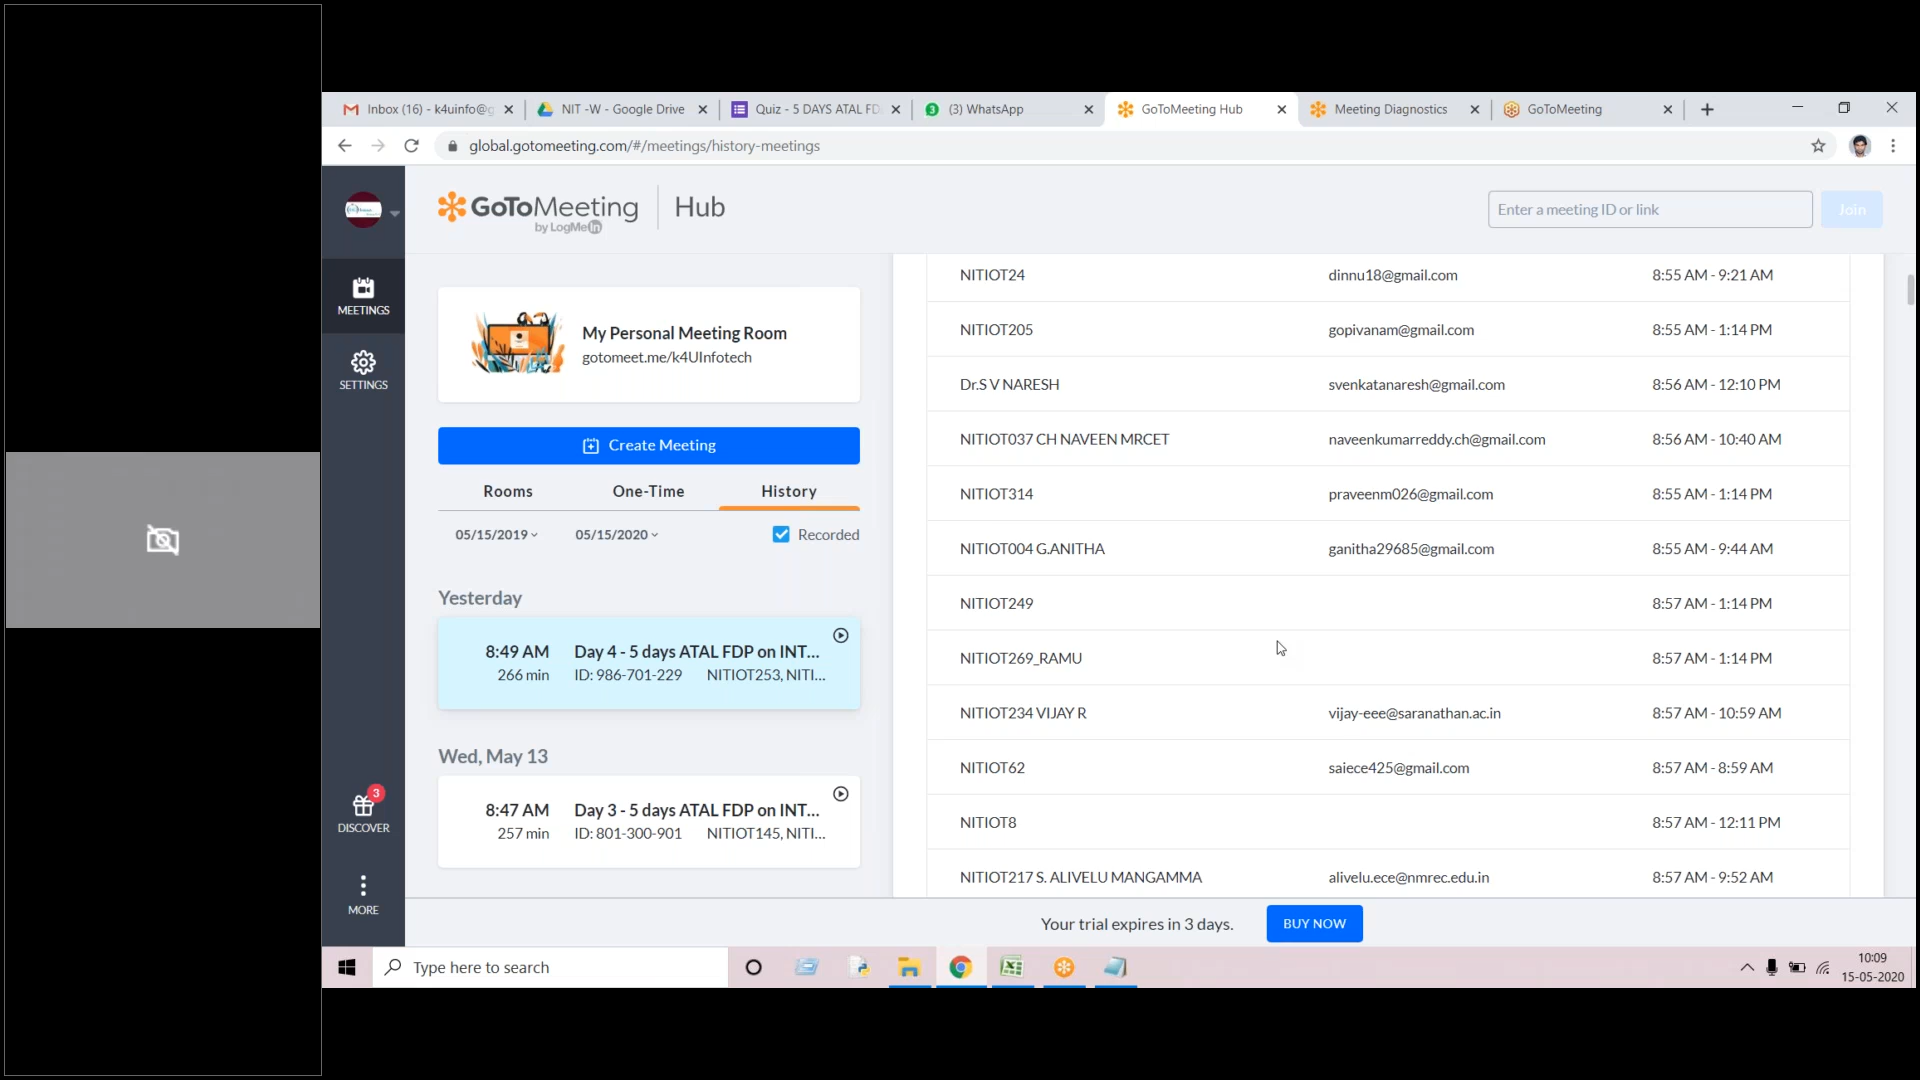 Inbox (16) - k4uinfo@g
NIT -W - Google Drive
Quiz - 5 DAYS ATAL FD
(3) WhatsApp
GoToMeeting Hub
Meeting Diagnostics
GoToMeeting
global.gotomeeting.com/#/meetings/history-meetings
GoToMeeting
by LogMeIn
Hub
Enter a meeting ID or link
Join
MEETINGS
SETTINGS
3
DISCOVER
MORE
My Personal Meeting Room
gotomeet.me/k4UInfotech
Create Meeting
Rooms One-Time History
05/15/2019 05/15/2020 Recorded
Yesterday
8:49 AM Day 4 - 5 days ATAL FDP on INT...
266 min ID: 986-701-229 NITIOT253, NITI...
Wed, May 13
8:47 AM Day 3 - 5 days ATAL FDP on INT...
257 min ID: 801-300-901 NITIOT145, NITI...
NITIOT24 dinnu18@gmail.com 8:55 AM - 9:21 AM
NITIOT205 gopivanam@gmail.com 8:55 AM - 1:14 PM
Dr.S V NARESH svenkatanaresh@gmail.com 8:56 AM - 12:10 PM
NITIOT037 CH NAVEEN MRCET naveenkumarreddy.ch@gmail.com 8:56 AM - 10:40 AM
NITIOT314 praveenm026@gmail.com 8:55 AM - 1:14 PM
NITIOT004 G.ANITHA ganitha29685@gmail.com 8:55 AM - 9:44 AM
NITIOT249 8:57 AM - 1:14 PM
NITIOT269_RAMU 8:57 AM - 1:14 PM
NITIOT234 VIJAY R vijay-eee@saranathan.ac.in 8:57 AM - 10:59 AM
NITIOT62 saiece425@gmail.com 8:57 AM - 8:59 AM
NITIOT8 8:57 AM - 12:11 PM
NITIOT217 S. ALIVELU MANGAMMA alivelu.ece@nmrec.edu.in 8:57 AM - 9:52 AM
Your trial expires in 3 days. BUY NOW
Type here to search
10:09
15-05-2020